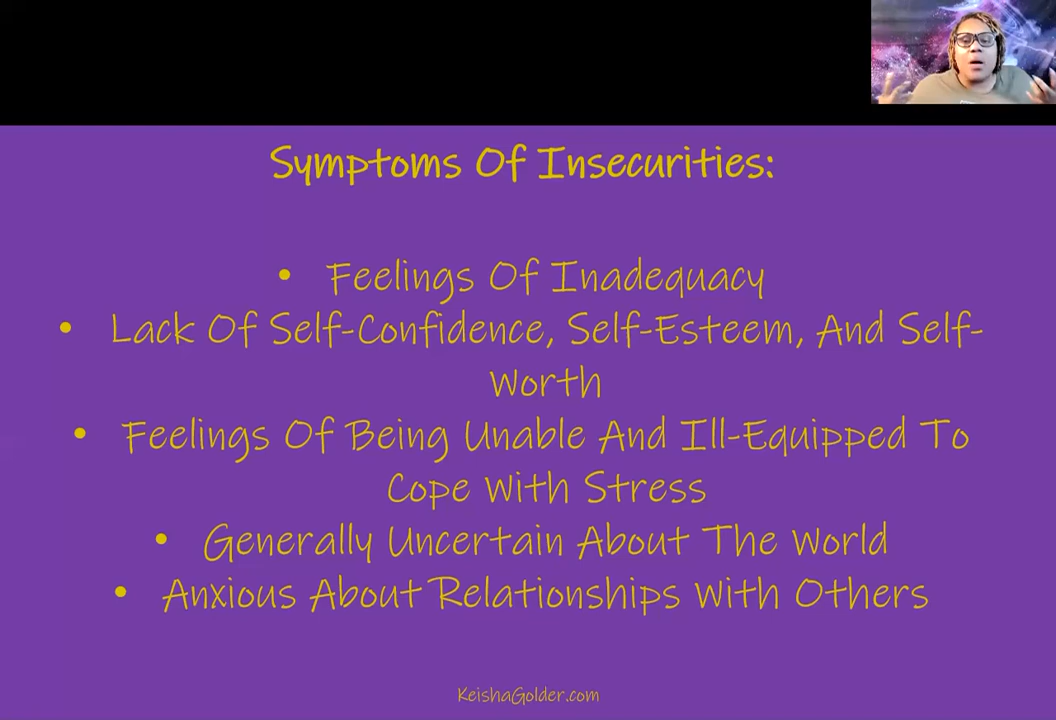 Symptoms Of Insecurities:
• Feelings Of Inadequacy
• Lack Of Self-Confidence, Self-Esteem, And Self-
Worth
• Feelings Of Being Unable And Ill-Equipped To
Cope With Stress
• Generally Uncertain About The World
• Anxious About Relationships With Others
KeishaGolder.com